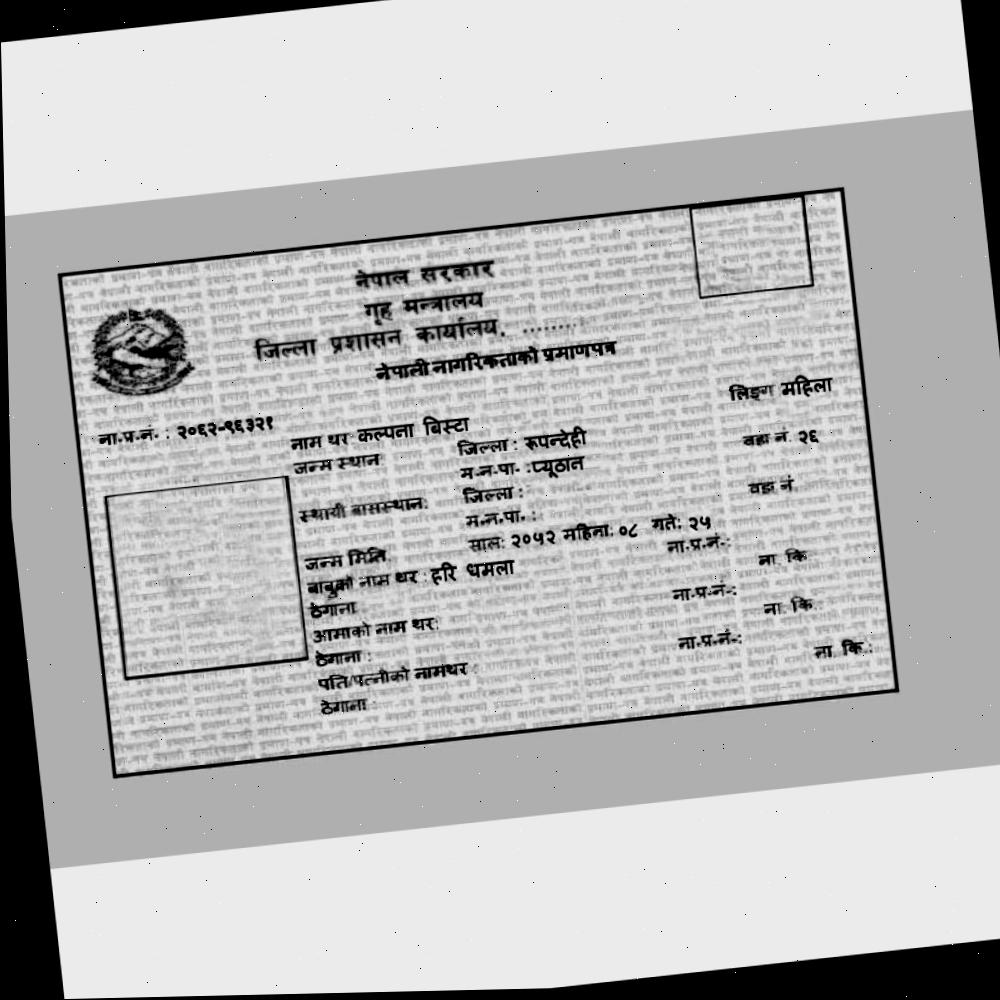 नेपाल सरकार
गृह मन्त्रालय
जिल्ला प्रशासन कार्यालय. ........
नेपाली नागरिकताको प्रमाणपत्र
लिङ्ग महिला
ना.प्र.नं. : २०६२-९६३२१
नाम थर: कल्पना बिस्टा
जन्म स्थान: जिल्ला : रूपन्देही वडा नं. २६
म.न.पा. :प्यूठान
स्थायी बासस्थान: जिल्ला : वडा नं.
म.न.पा. :
जन्म मिति: साल: २०५२ महिना: ०८ गते: २५
बाबुको नाम थर : हरि धमला ना.प्र.नं.:
ठेगाना : ना. कि.:
आमाको नाम थर: ना.प्र.नं.:
ठेगाना : ना. कि.:
पति/पत्नीको नामथर : ना.प्र.नं.:
ठेगाना : ना. कि.: